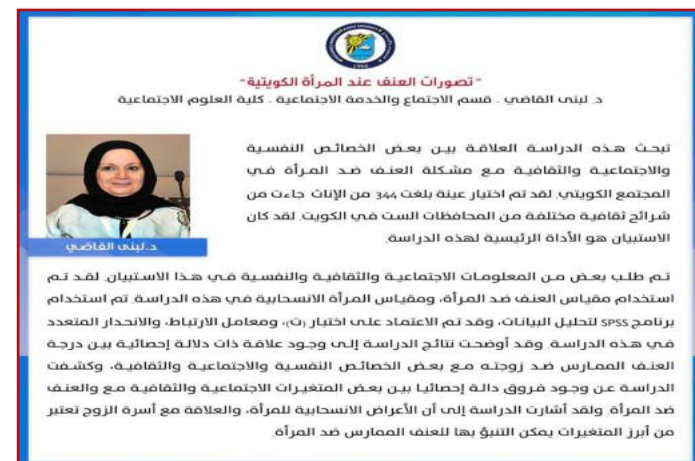 1966
"تصورات العنف عند المرأة الكويتية"
د. لبنى القاضي . قسم الاجتماع والخدمة الاجتماعية . كلية العلوم الاجتماعية
تبحث هذه الدراسة العلاقة بين بعض الخصائص النفسية
والاجتماعية والثقافية مع مشكلة العنف ضد المرأة في
المجتمع الكويتي. لقد تم اختيار عينة بلغت 344 من الإناث جاءت من
شرائح ثقافية مختلفة من المحافظات الست في الكويت. لقد كان
الاستبيان هو الأداة الرئيسية لهذه الدراسة.
د.لبنى القاضي
تم طلب بعض من المعلومات الاجتماعية والثقافية والنفسية في هذا الاستبيان. لقد تم
استخدام مقياس العنف ضد المرأة، ومقياس المرأة الانسحابية في هذه الدراسة. تم استخدام
برنامج SPSS لتحليل البيانات، وقد تم الاعتماد على اختبار (ت)، ومعامل الارتباط، والانحدار المتعدد
في هذه الدراسة. وقد أوضحت نتائج الدراسة إلى وجود علاقة ذات دلالة إحصائية بين درجة
العنف الممارس ضد زوجته مع بعض الخصائص النفسية والاجتماعية والثقافية، وكشفت
الدراسة عن وجود فروق دالة إحصائيا بين بعض المتغيرات الاجتماعية والثقافية مع والعنف
ضد المرأة. ولقد أشارت الدراسة إلى أن الأعراض الانسحابية للمرأة، والعلاقة مع أسرة الزوج تعتبر
من أبرز المتغيرات يمكن التنبؤ بها للعنف الممارس ضد المرأة.